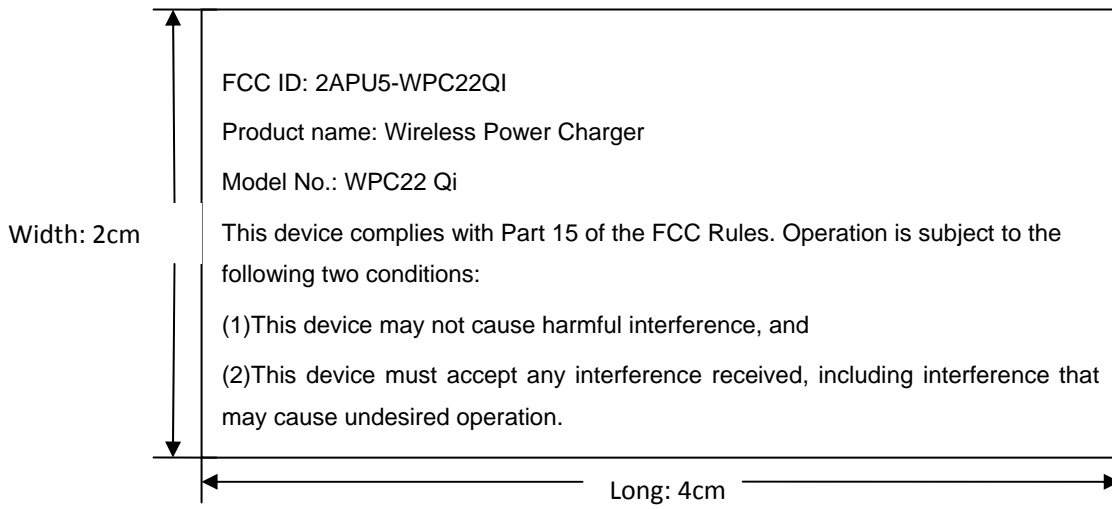 FCC ID: 2APU5-WPC22QI
Product name: Wireless Power Charger
Model No.: WPC22 Qi
Width: 2cm
This device complies with Part 15 of the FCC Rules. Operation is subject to the
following two conditions:
(1)This device may not cause harmful interference, and
(2)This device must accept any interference received, including interference that
may cause undesired operation.
Long: 4cm